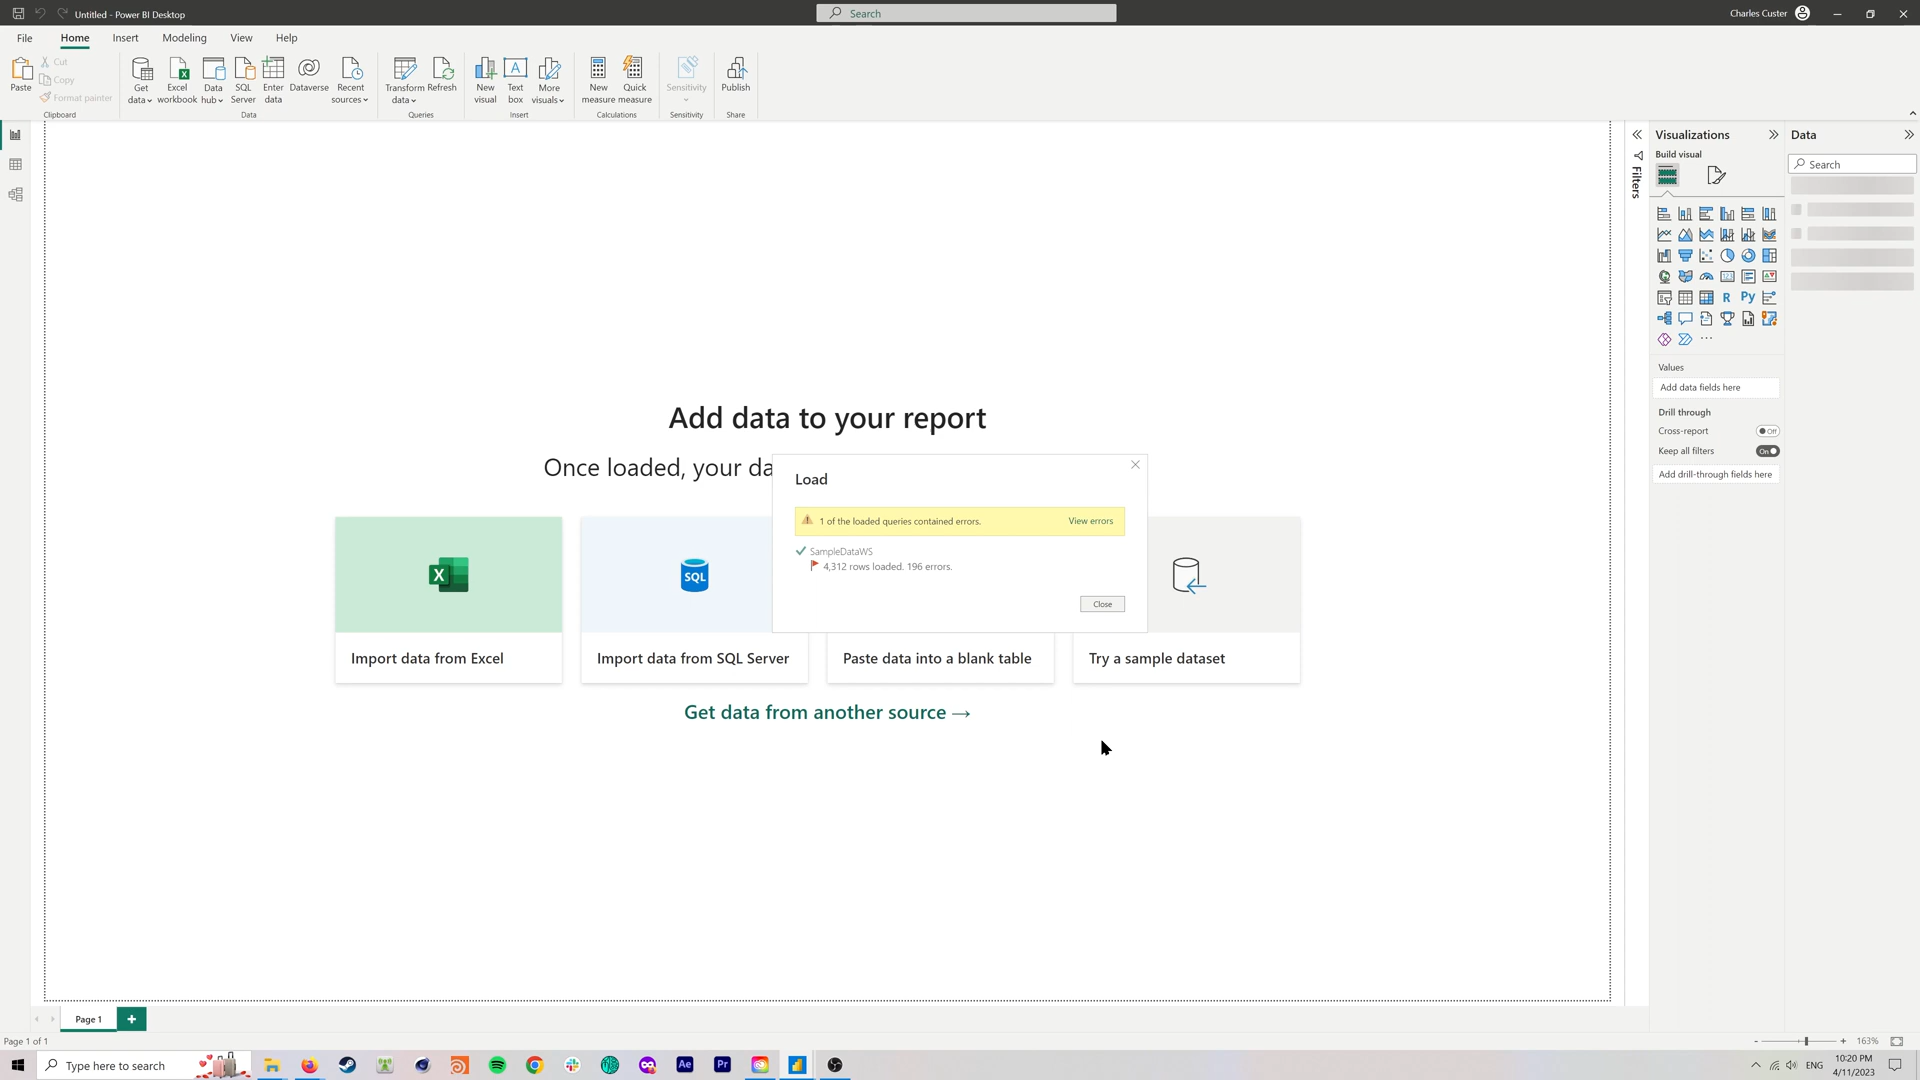 Untitled - Power BI Desktop
Search
Charles Custer
File
Home
Insert
Modeling
View
Help
Paste
Cut
Copy
Format painter
Clipboard
Get data
Excel workbook
Data hub
SQL Server
Enter data
Dataverse
Recent sources
Data
Transform data
Refresh
Queries
New visual
Text box
More visuals
Insert
New measure
Quick measure
Calculations
Sensitivity
Sensitivity
Publish
Share
Filters
Visualizations
Build visual
R
Py
123
Values
Add data fields here
Drill through
Cross-report
Off
Keep all filters
On
Add drill-through fields here
Data
Search
Add data to your report
Once loaded, your da
Load
1 of the loaded queries contained errors.
View errors
SampleDataWS
4,312 rows loaded. 196 errors.
Close
X
SQL
Import data from Excel
Import data from SQL Server
Paste data into a blank table
Try a sample dataset
Get data from another source →
Page 1
+
Page 1 of 1
- + 163%
Type here to search
Ae
Pr
ENG
10:20 PM
4/11/2023